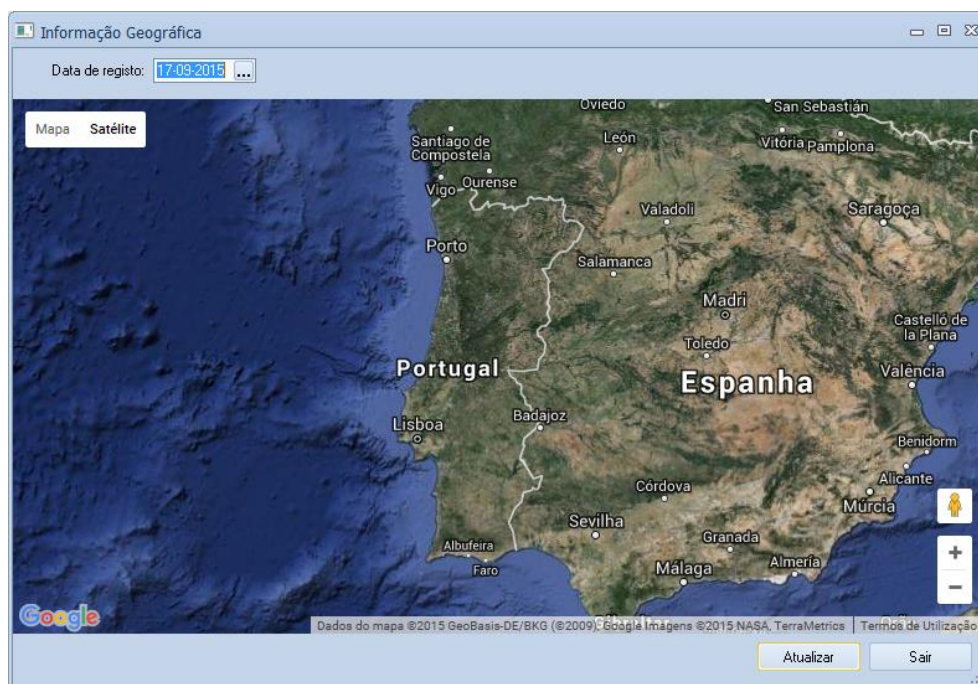 Informação Geográfica
Data de registo: 17-09-2015 ...
Mapa Satélite
Oviedo
San Sebastián
Santiago de
Compostela
León
Vitória
Pamplona
Vigo
Ourense
Valadoli
Saragoça
Porto
Salamanca
Madri
Castelló de
la Plana
Toledo
Portugal
Espanha
València
Lisboa
Badajoz
Benidorm
Alicante
Córdova
Múrcia
Sevilha
Granada
Albufeira
Faro
Málaga
Almería
+
−
Google
Gibraltar
Dados do mapa ©2015 GeoBasis-DE/BKG (©2009), Google Imagens ©2015 NASA, TerraMetrics
Termos de Utilização
Atualizar
Sair